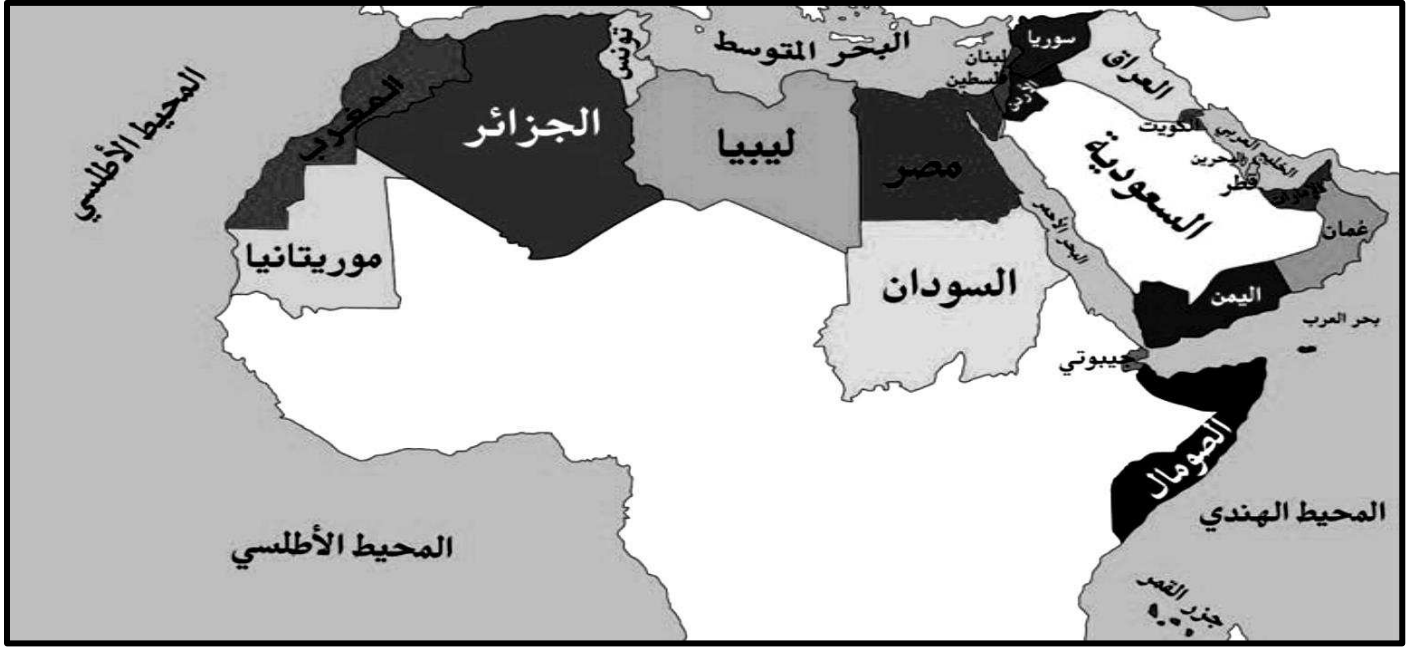 المحيط الأطلسي
المغرب
الجزائر
تونس
البحر المتوسط
ليبيا
مصر
سوريا
لبنان
فلسطين
الأردن
العراق
الكويت
الخليج العربي
البحرين
قطر
الإمارات
السعودية
عُمان
البحر الأحمر
موريتانيا
السودان
اليمن
بحر العرب
جيبوتي
الصومال
المحيط الهندي
المحيط الأطلسي
جزر القمر